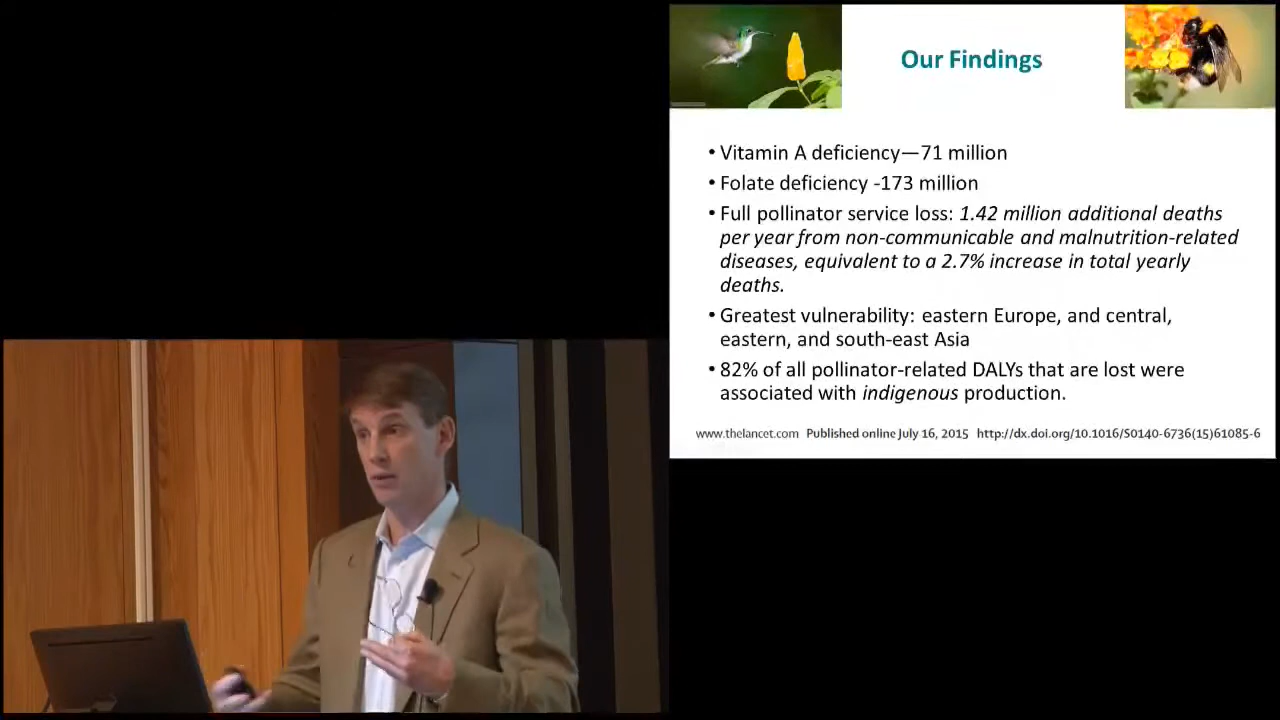 Our Findings
• Vitamin A deficiency—71 million
• Folate deficiency -173 million
• Full pollinator service loss: 1.42 million additional deaths
per year from non-communicable and malnutrition-related
diseases, equivalent to a 2.7% increase in total yearly
deaths.
• Greatest vulnerability: eastern Europe, and central,
eastern, and south-east Asia
• 82% of all pollinator-related DALYs that are lost were
associated with indigenous production.
www.thelancet.com Published online July 16, 2015 http://dx.doi.org/10.1016/S0140-6736(15)61085-6